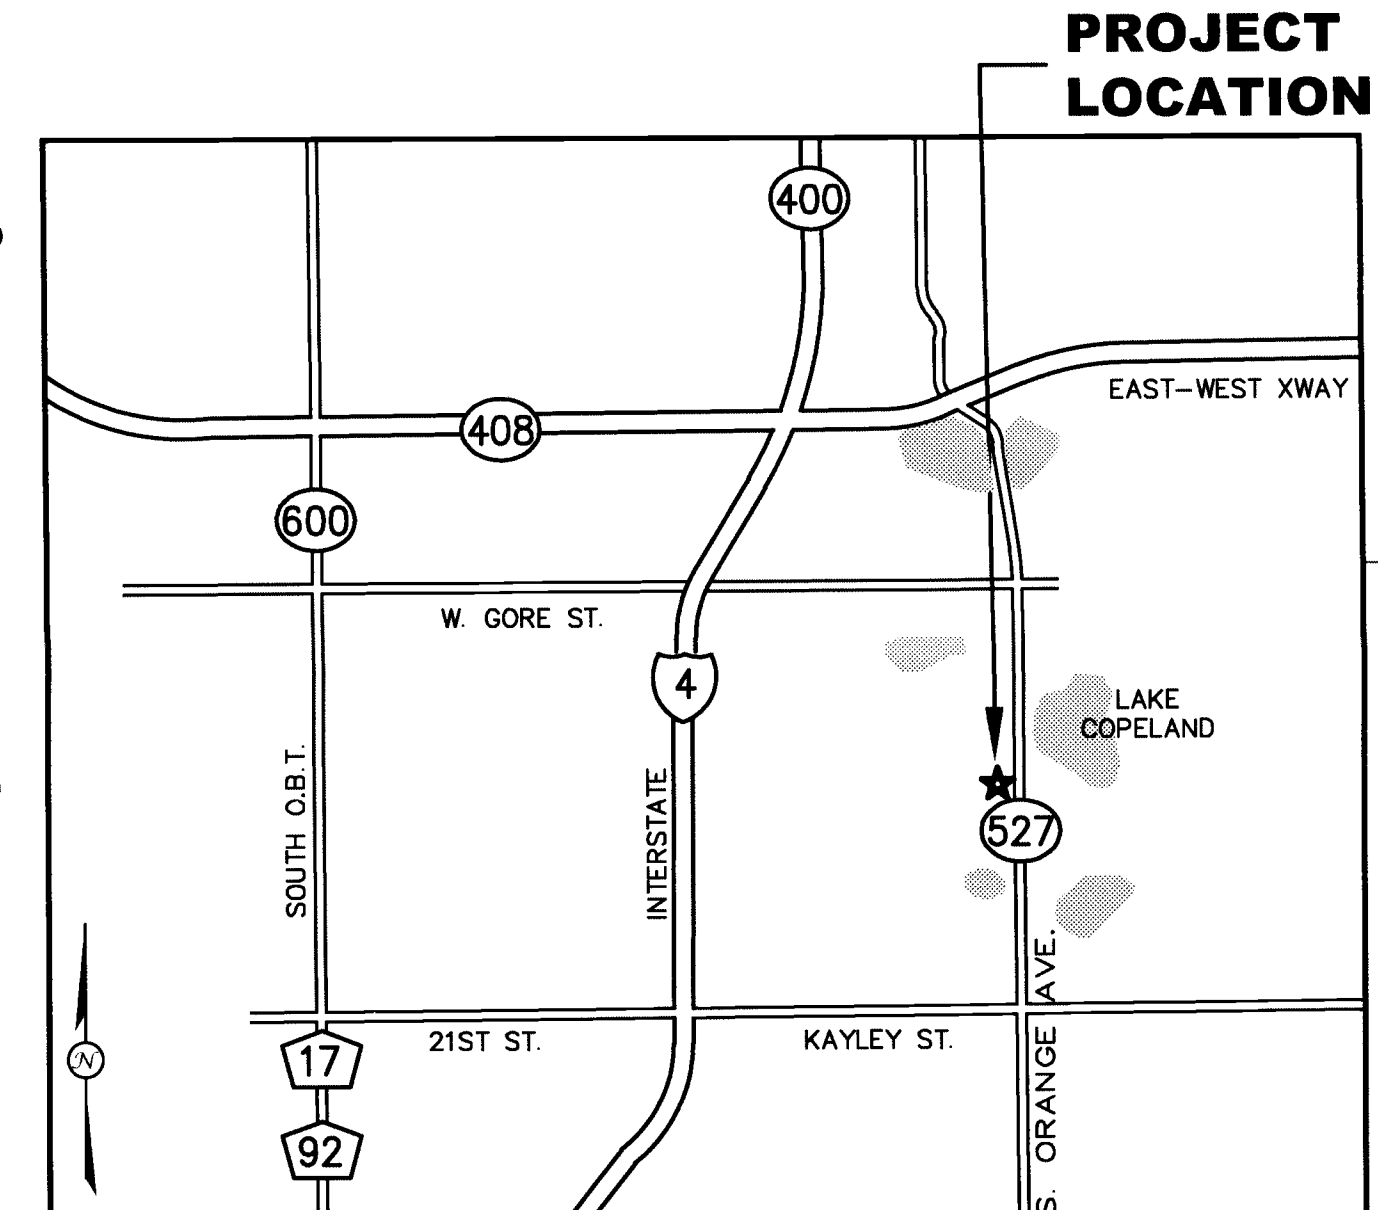 PROJECT
LOCATION
400
EAST-WEST XWAY
408
600
W. GORE ST.
4
LAKE
COPELAND
SOUTH O.B.T.
INTERSTATE
527
S. ORANGE AVE.
21ST ST.
KAYLEY ST.
N
17
92